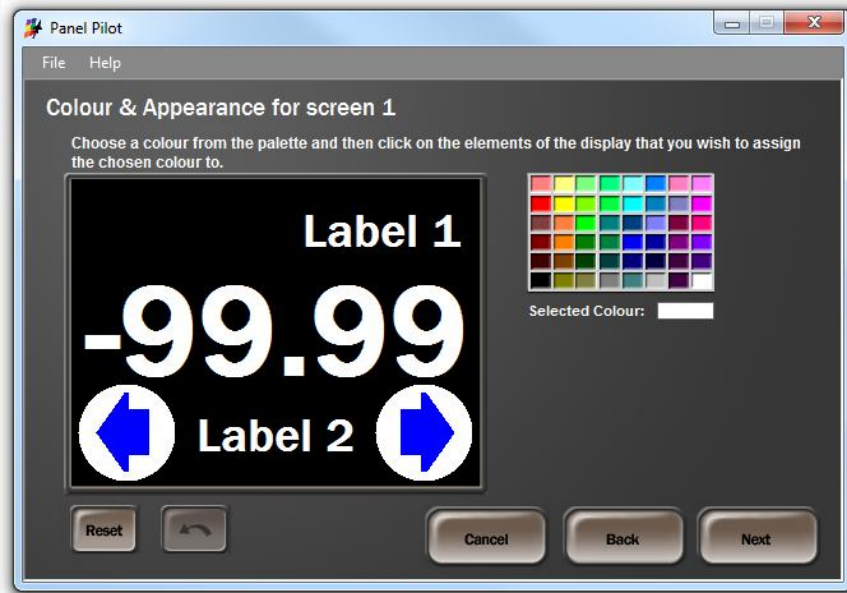 Panel Pilot
File Help
Colour & Appearance for screen 1
Choose a colour from the palette and then click on the elements of the display that you wish to assign
the chosen colour to.
Label 1
-99.99
Label 2
Selected Colour:
Reset
Cancel
Back
Next